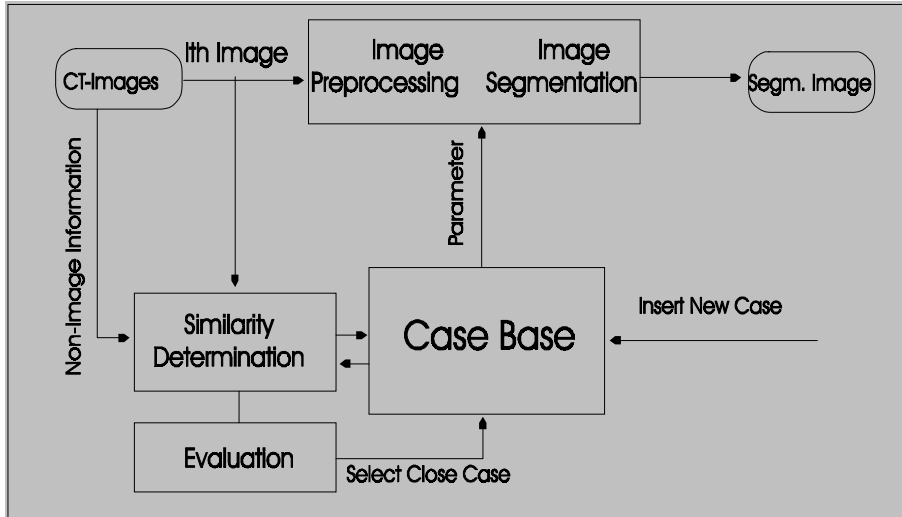 CT-Images
Ith Image
Image
Preprocessing
Image
Segmentation
Segm. Image
Non-Image Information
Parameter
Similarity
Determination
Case Base
Insert New Case
Evaluation
Select Close Case